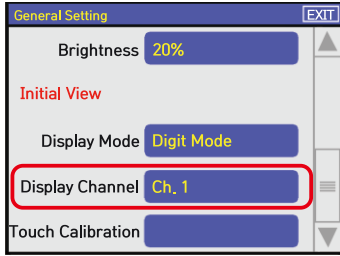 General Setting EXIT
Brightness 20%
Initial View
Display Mode Digit Mode
Display Channel Ch. 1
Touch Calibration